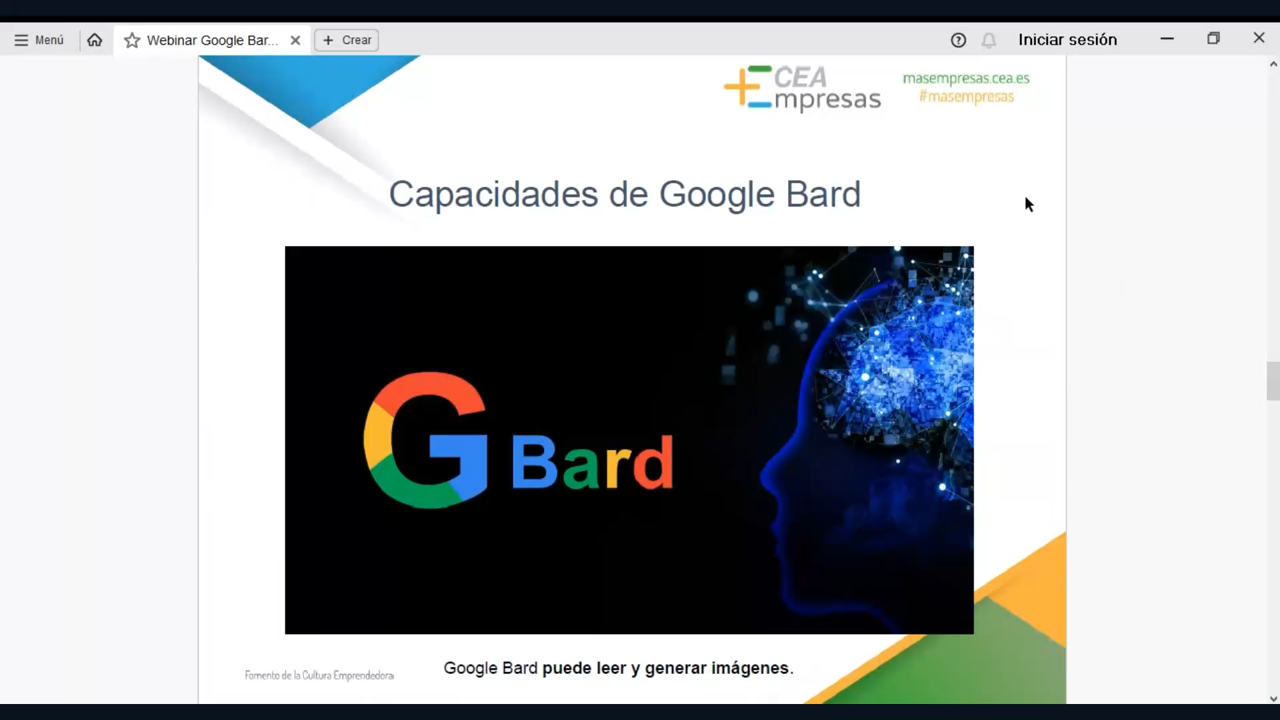 Menú
Webinar Google Bar...
Crear
Iniciar sesión
CEA
Empresas
masempresas.cea.es
#masempresas
Capacidades de Google Bard
G Bard
Fomento de la Cultura Emprendedora
Google Bard puede leer y generar imágenes.